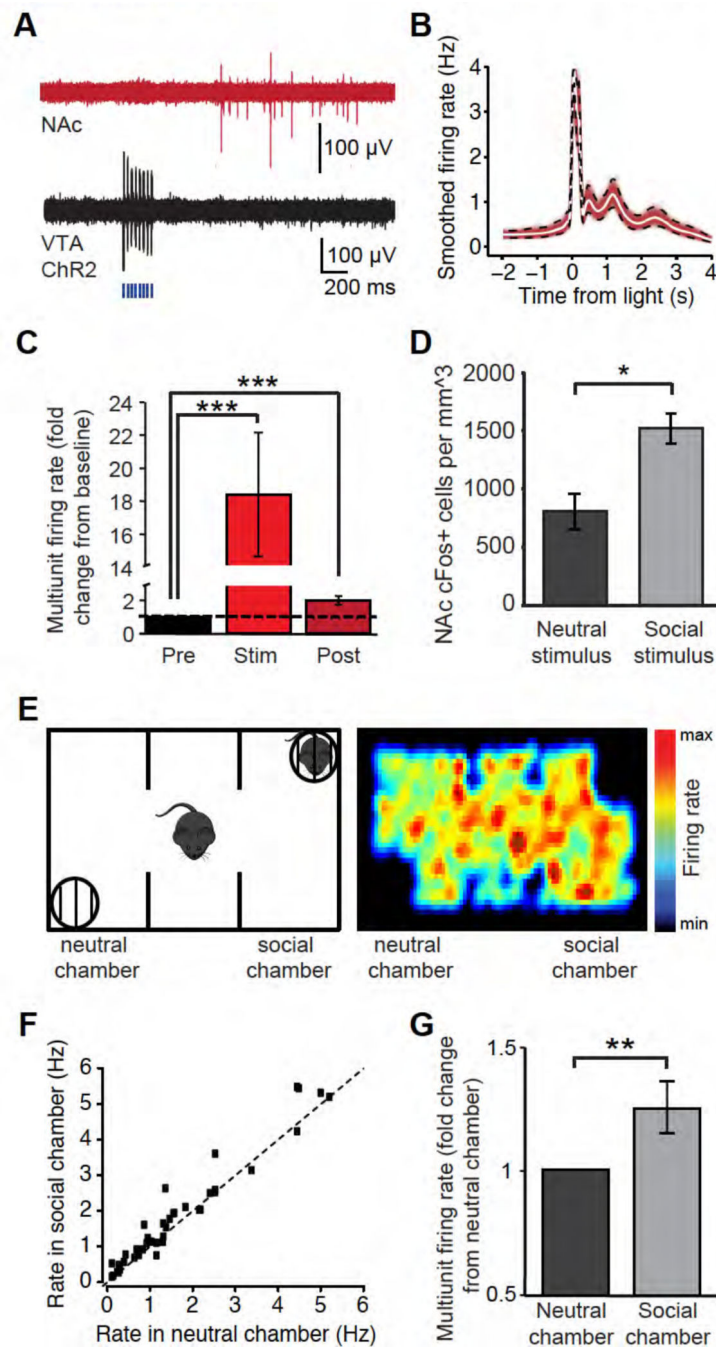 A
NAc
100 µV
VTA
ChR2
100 µV
200 ms
B
Smoothed firing rate (Hz)
4
3
2
1
0
−2 −1 0 1 2 3 4
Time from light (s)
C
Multiunit firing rate (fold
change from baseline)
24
22
20
18
16
14
2
0
***
***
Pre Stim Post
D
NAc cFos+ cells per mm^3
2000
1500
1000
500
0
*
Neutral
stimulus
Social
stimulus
E
neutral
chamber
social
chamber
neutral
chamber
social
chamber
max
Firing rate
min
F
Rate in social chamber (Hz)
6
5
4
3
2
1
0
0 1 2 3 4 5 6
Rate in neutral chamber (Hz)
G
Multiunit firing rate (fold change
from neutral chamber)
1.5
1
0.5
**
Neutral
chamber
Social
chamber